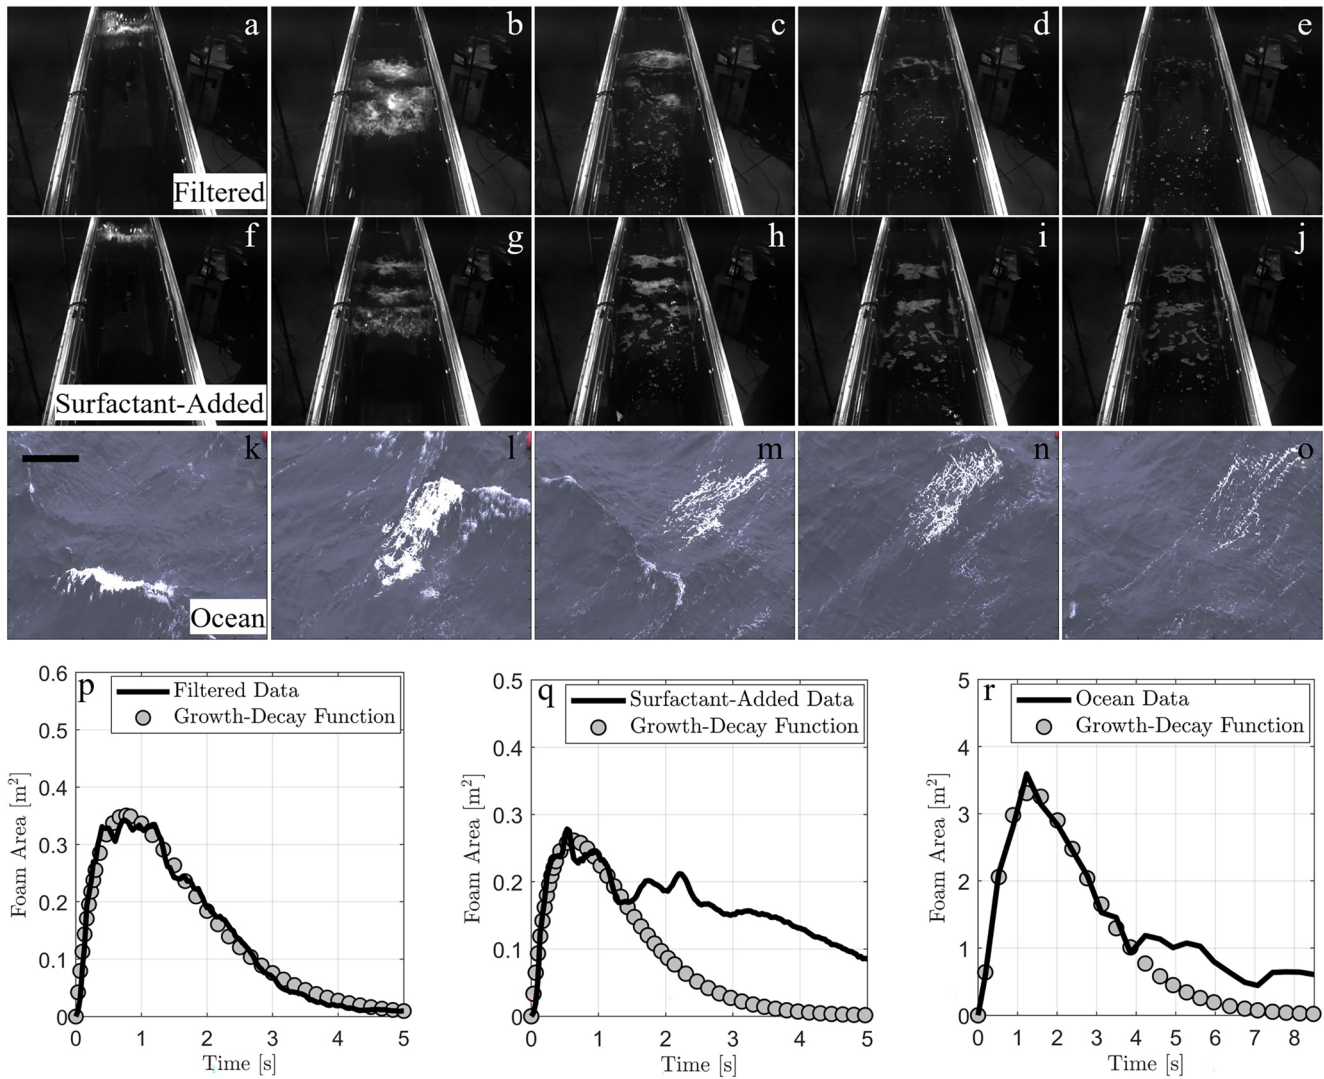 a
b
c
d
e
Filtered
f
g
h
i
j
Surfactant-Added
k
l
m
n
o
Ocean
p
Filtered Data
Growth-Decay Function
Foam Area [m²]
0.6
0.5
0.4
0.3
0.2
0.1
0
0 1 2 3 4 5
Time [s]
q
Surfactant-Added Data
Growth-Decay Function
Foam Area [m²]
0.5
0.4
0.3
0.2
0.1
0
0 1 2 3 4 5
Time [s]
r
Ocean Data
Growth-Decay Function
Foam Area [m²]
5
4
3
2
1
0
0 1 2 3 4 5 6 7 8
Time [s]